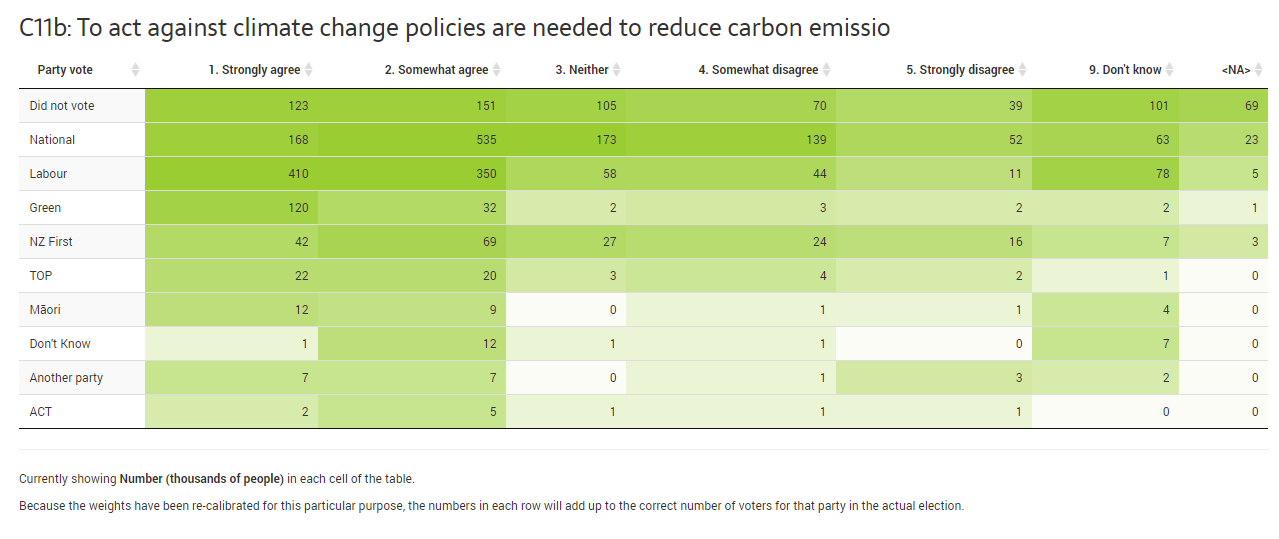 C11b: To act against climate change policies are needed to reduce carbon emissio
Party vote 1. Strongly agree 2. Somewhat agree 3. Neither 4. Somewhat disagree 5. Strongly disagree 9. Don't know <NA>
Did not vote 123 151 105 70 39 101 69
National 168 535 173 139 52 63 23
Labour 410 350 58 44 11 78 5
Green 120 32 2 3 2 2 1
NZ First 42 69 27 24 16 7 3
TOP 22 20 3 4 2 1 0
Māori 12 9 0 1 1 4 0
Don't Know 1 12 1 1 0 7 0
Another party 7 7 0 1 3 2 0
ACT 2 5 1 1 1 0 0
Currently showing Number (thousands of people) in each cell of the table.
Because the weights have been re-calibrated for this particular purpose, the numbers in each row will add up to the correct number of voters for that party in the actual election.